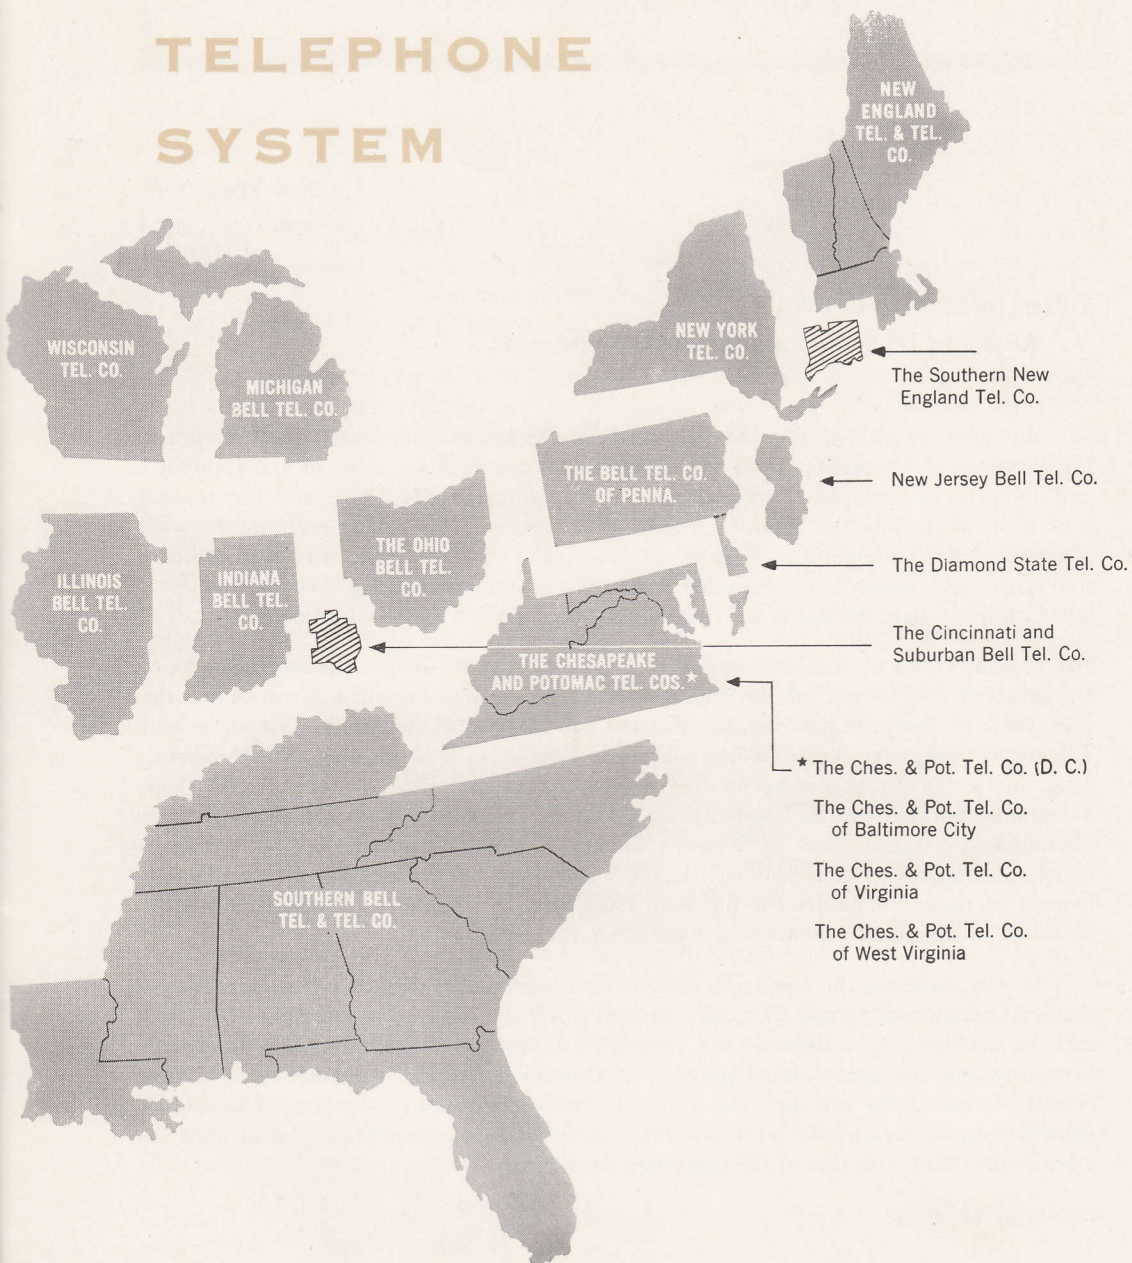 TELEPHONE
SYSTEM
NEW
ENGLAND
TEL. & TEL.
CO.
WISCONSIN
TEL. CO.
MICHIGAN
BELL TEL. CO.
NEW YORK
TEL. CO.
The Southern New
England Tel. Co.
THE BELL TEL. CO.
OF PENNA.
New Jersey Bell Tel. Co.
ILLINOIS
BELL TEL.
CO.
INDIANA
BELL TEL.
CO.
THE OHIO
BELL TEL.
CO.
The Diamond State Tel. Co.
The Cincinnati and
Suburban Bell Tel. Co.
THE CHESAPEAKE
AND POTOMAC TEL. COS.★
★ The Ches. & Pot. Tel. Co. (D. C.)
The Ches. & Pot. Tel. Co.
of Baltimore City
The Ches. & Pot. Tel. Co.
of Virginia
The Ches. & Pot. Tel. Co.
of West Virginia
SOUTHERN BELL
TEL. & TEL. CO.